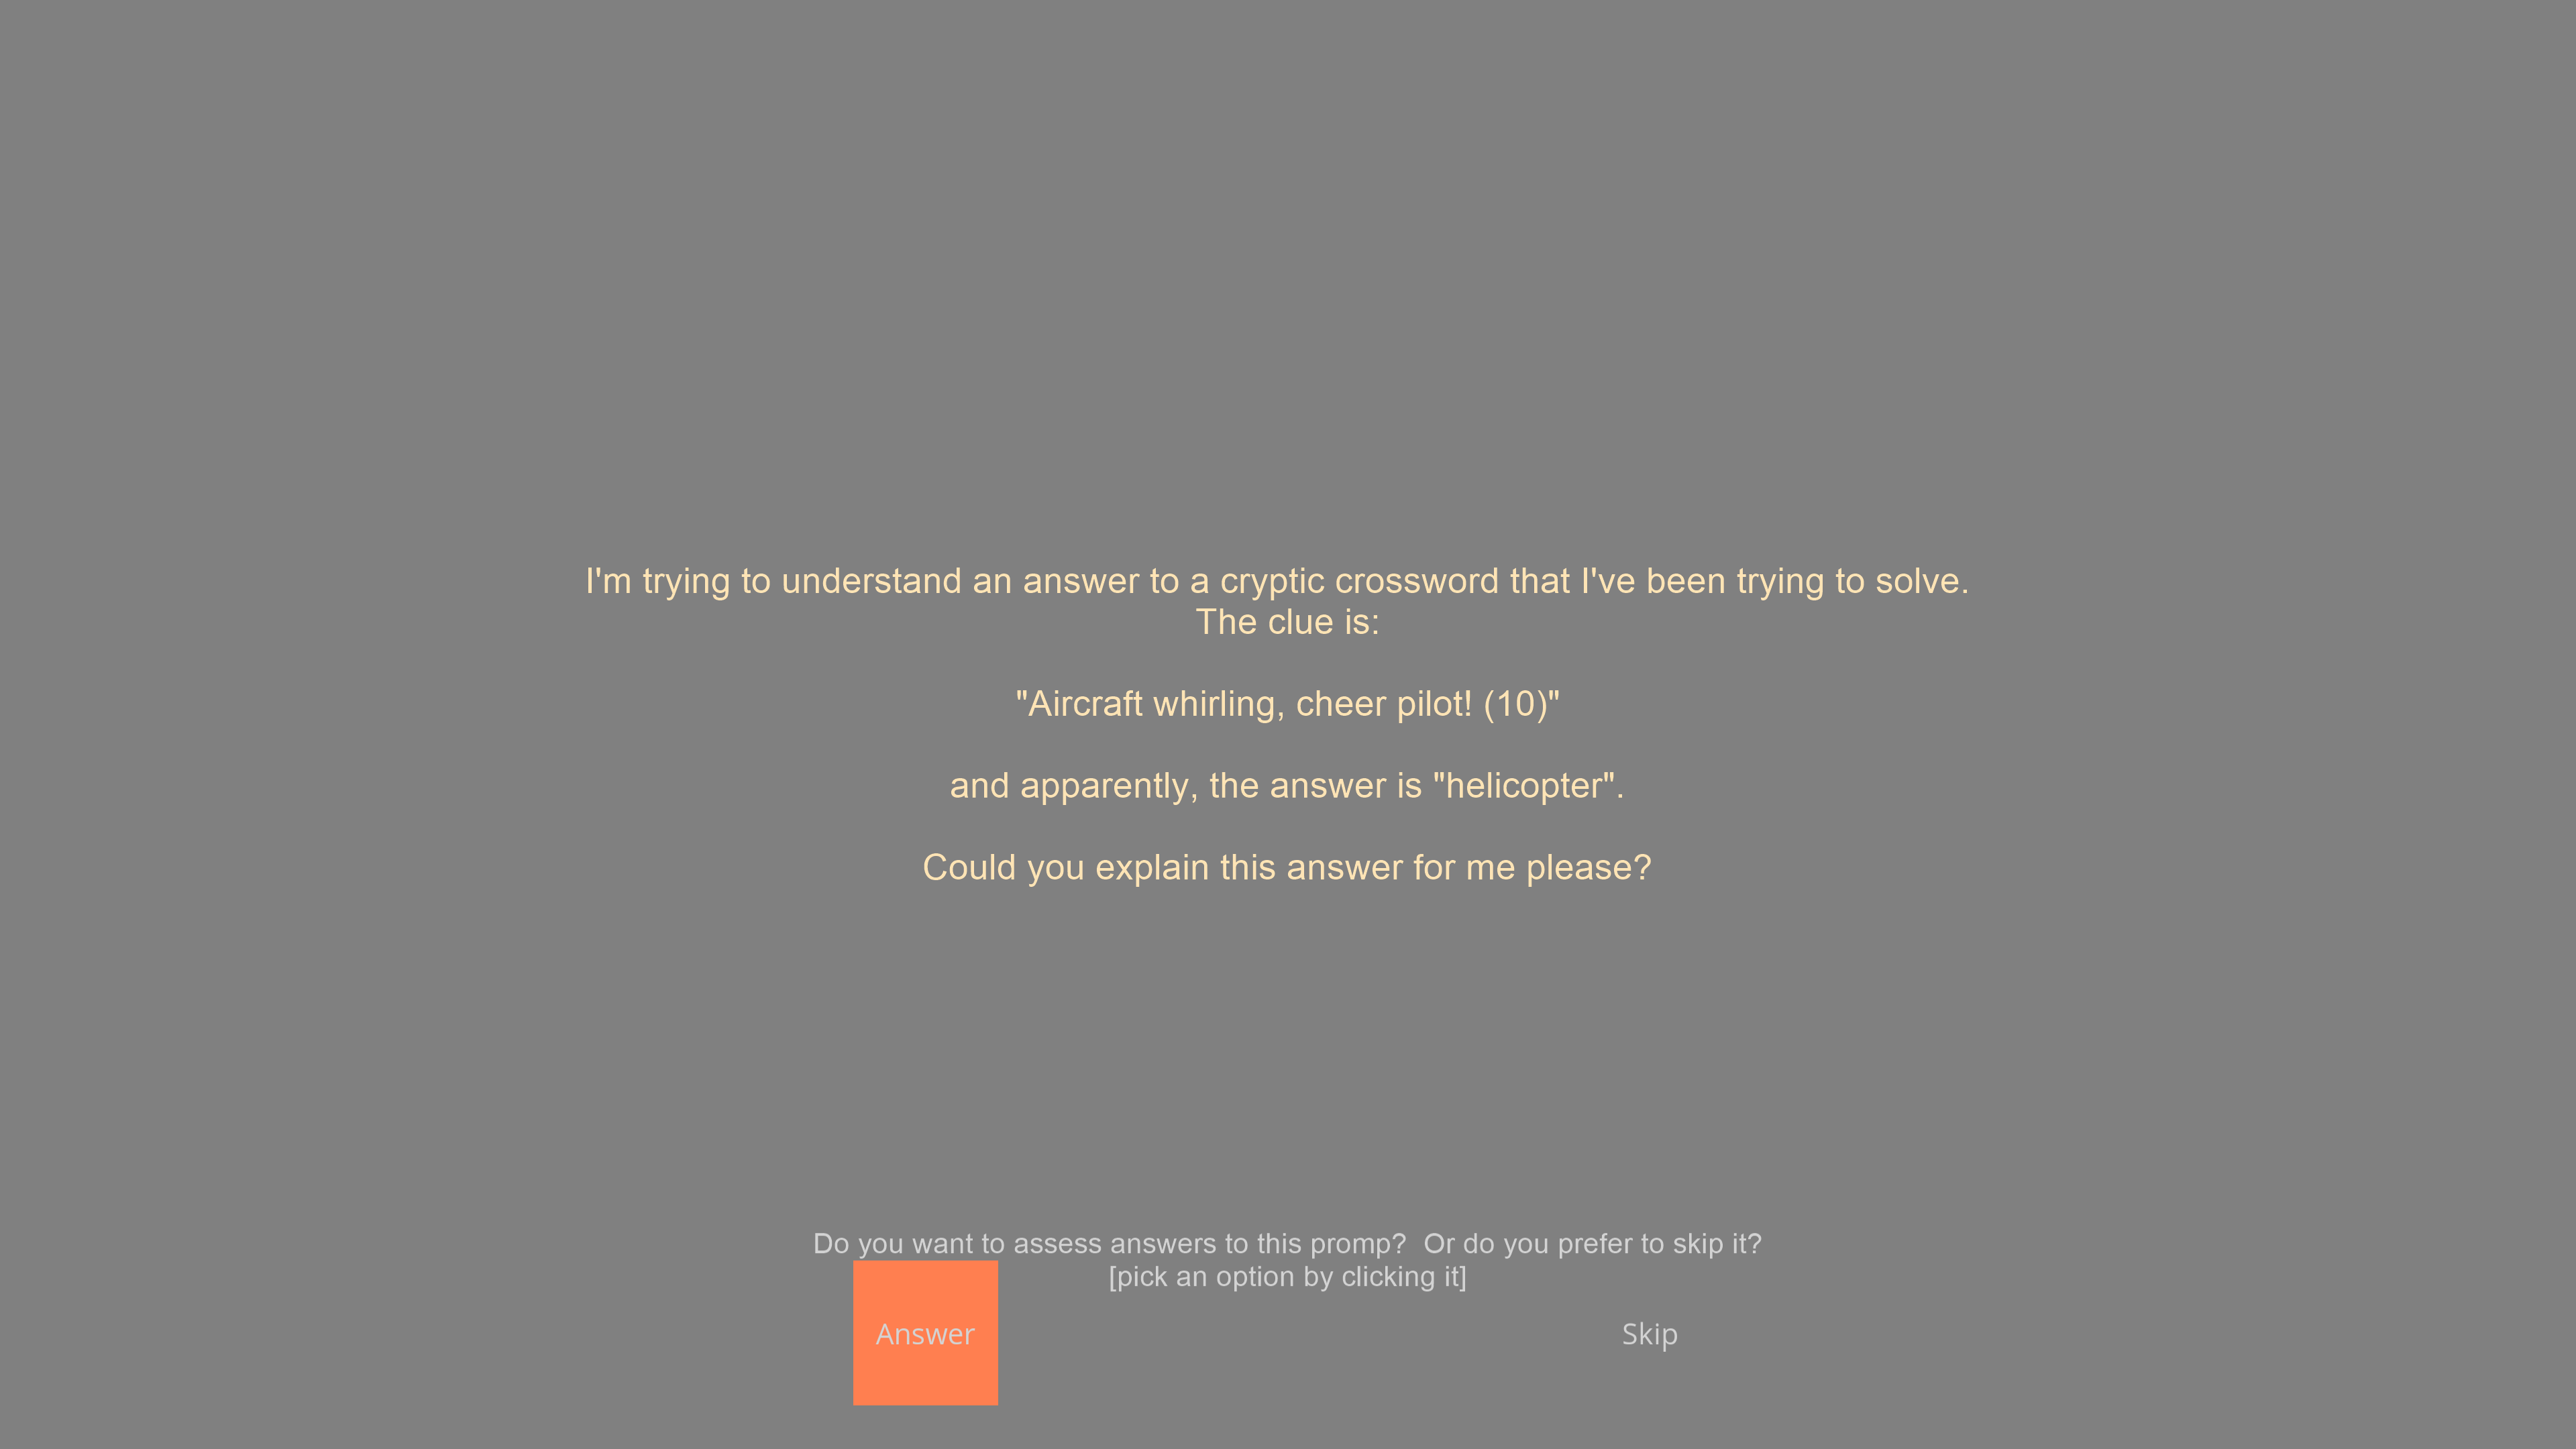 I'm trying to understand an answer to a cryptic crossword that I've been trying to solve.
The clue is:
"Aircraft whirling, cheer pilot! (10)"
and apparently, the answer is "helicopter".
Could you explain this answer for me please?
Do you want to assess answers to this promp?  Or do you prefer to skip it?
[pick an option by clicking it]
Answer
Skip